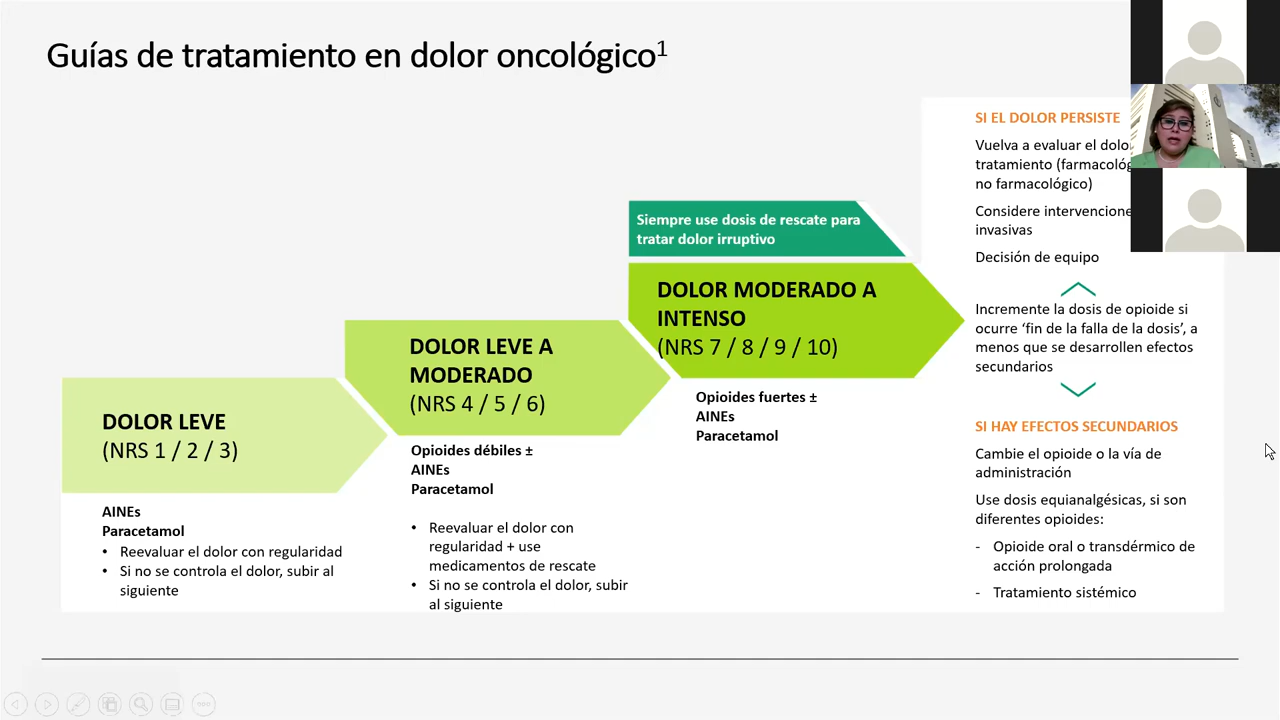 Guías de tratamiento en dolor oncológico1
DOLOR LEVE
(NRS 1 / 2 / 3)
AINEs
Paracetamol
• Reevaluar el dolor con regularidad
• Si no se controla el dolor, subir al
siguiente
DOLOR LEVE A
MODERADO
(NRS 4 / 5 / 6)
Opioides débiles ±
AINEs
Paracetamol
• Reevaluar el dolor con
regularidad + use
medicamentos de rescate
• Si no se controla el dolor, subir
al siguiente
Siempre use dosis de rescate para
tratar dolor irruptivo
DOLOR MODERADO A
INTENSO
(NRS 7 / 8 / 9 / 10)
Opioides fuertes ±
AINEs
Paracetamol
SI EL DOLOR PERSISTE
Vuelva a evaluar el
tratamiento
no farmacológico)
Considere
invasivas
Decisión de equipo
Incremente la dosis de opioide si
ocurre ‘fin de la falla de la dosis’, a
menos que se desarrollen efectos
secundarios
SI HAY EFECTOS SECUNDARIOS
Cambie el opioide o la vía de
administración
Use dosis equianalgésicas, si son
diferentes opioides:
- Opioide oral o transdérmico de
acción prolongada
- Tratamiento sistémico